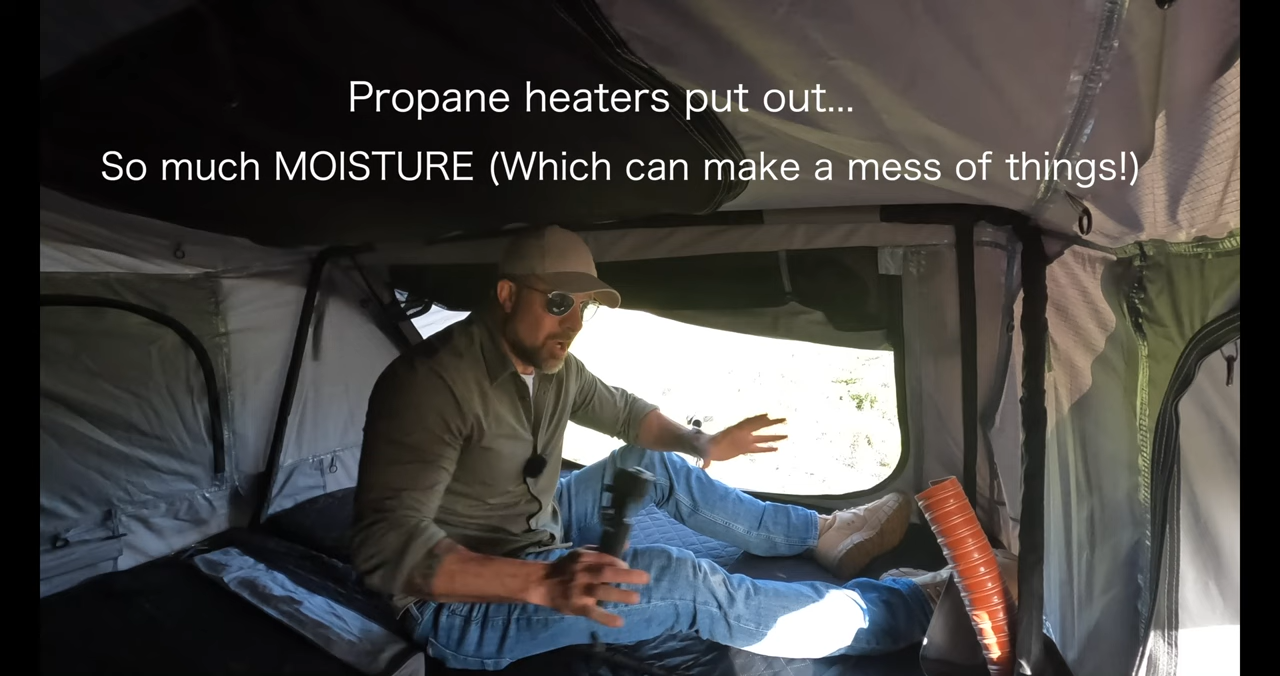 Propane heaters put out...
So much MOISTURE (Which can make a mess of things!)